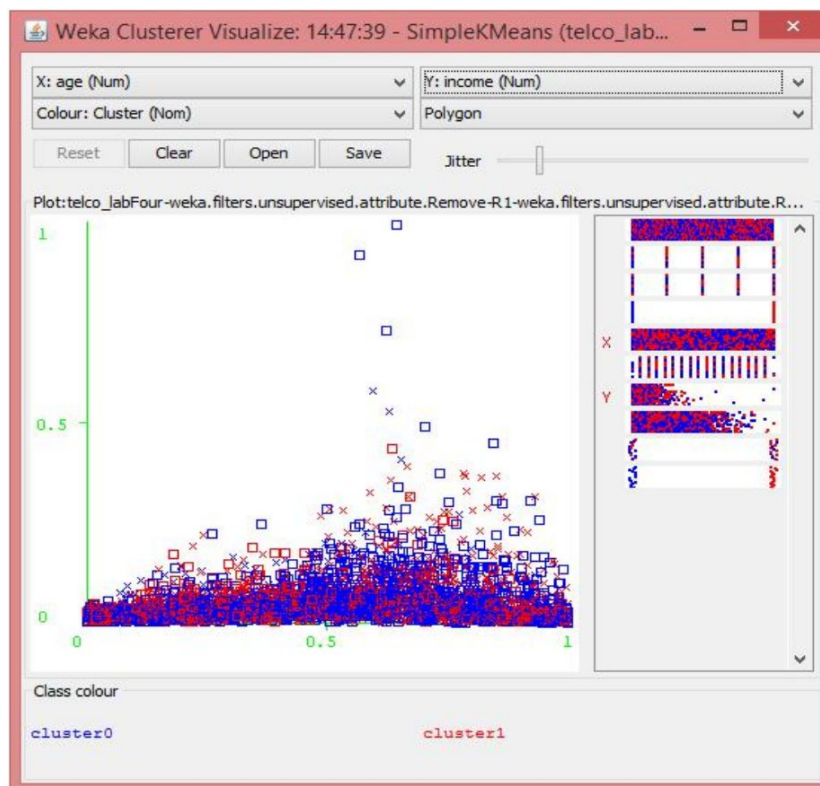 Weka Clusterer Visualize: 14:47:39 - SimpleKMeans (telco_lab...
X: age (Num) Y: income (Num)
Colour: Cluster (Nom) Polygon
Reset Clear Open Save Jitter
Plot:telco_labFour-weka.filters.unsupervised.attribute.Remove-R1-weka.filters.unsupervised.attribute.R...
1
X
Y
0.5
0
0 0.5 1
Class colour
cluster0 cluster1